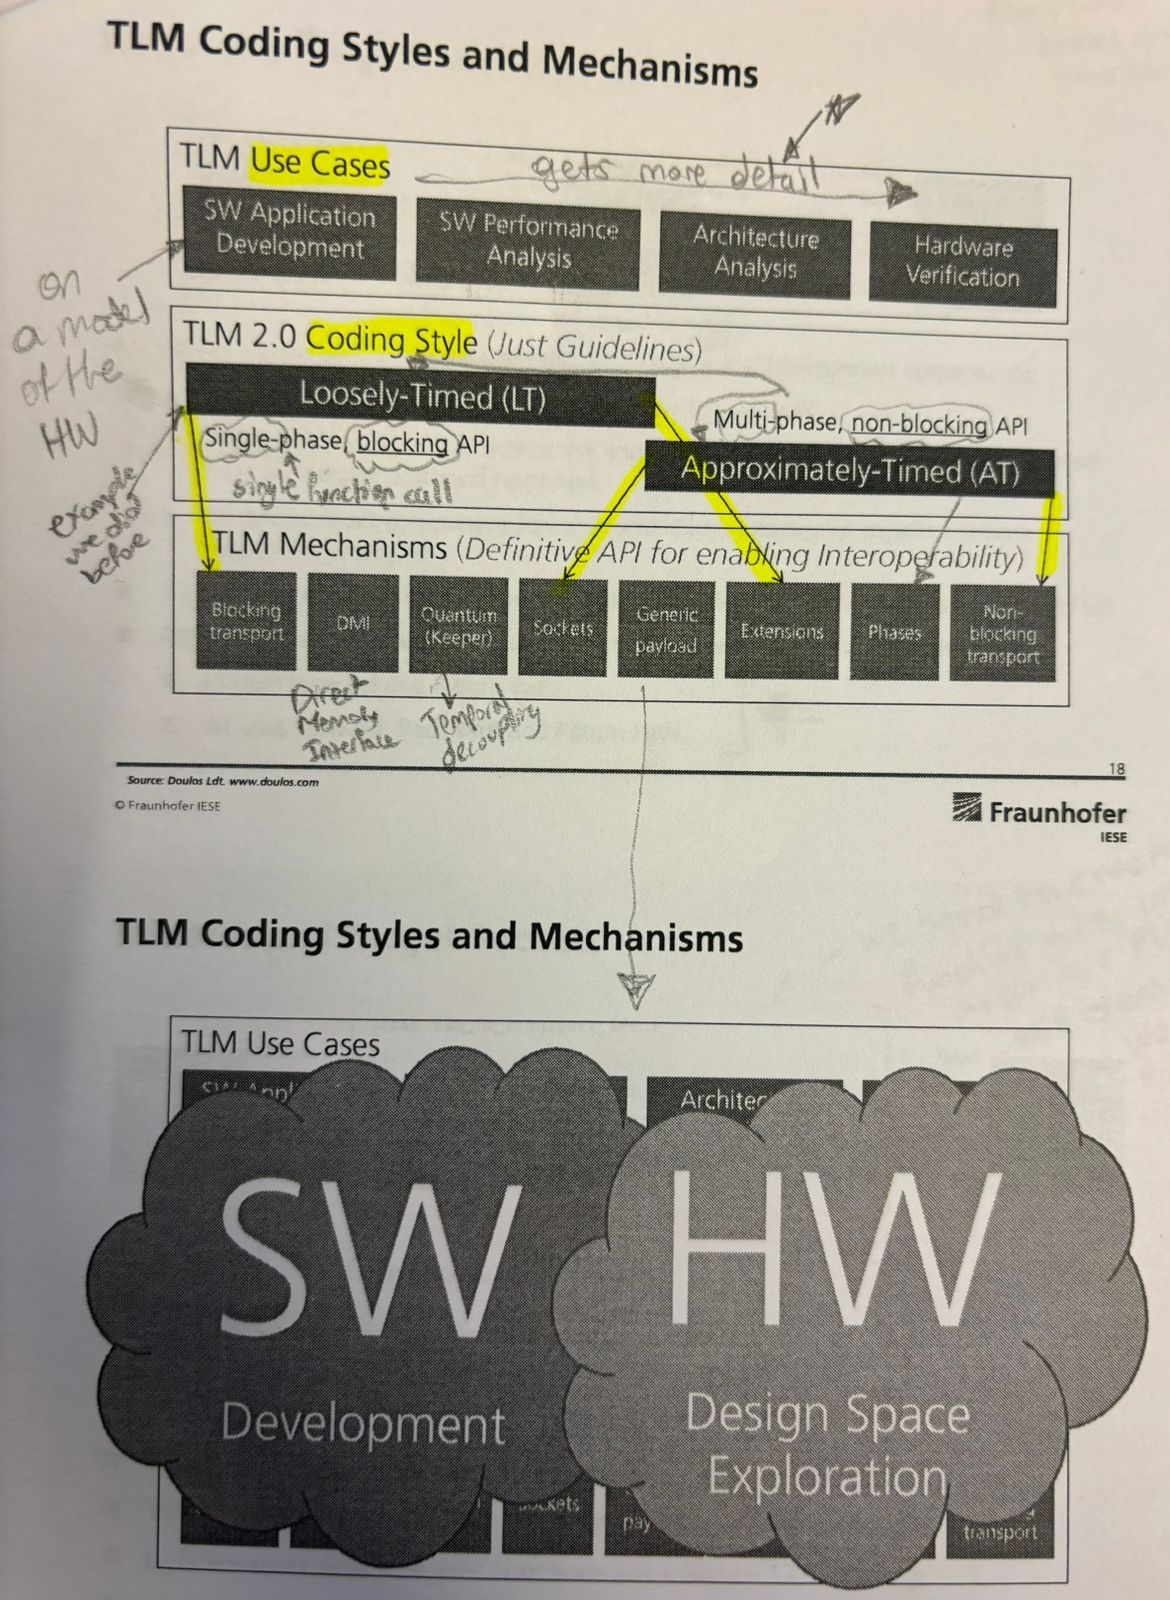 TLM Coding Styles and Mechanisms
TLM Use Cases
gets more detail
SW Application
Development
SW Performance
Analysis
Architecture
Analysis
Hardware
Verification
on
a model
of the
HW
TLM 2.0 Coding Style (Just Guidelines)
Loosely-Timed (LT)
Single-phase, blocking API
single function call
Multi-phase, non-blocking API
Approximately-Timed (AT)
example
we did
before
TLM Mechanisms (Definitive API for enabling Interoperability)
Blocking
transport
DMI
Quantum
(Keeper)
Sockets
Generic
payload
Extensions
Phases
Non-
blocking
transport
Direct
Memory
Interface
Temporal
decoupling
18
Source: Doulos Ldt. www.doulos.com
© Fraunhofer IESE
Fraunhofer
IESE
TLM Coding Styles and Mechanisms
TLM Use Cases
SW Appl
Architec
SW
Development
HW
Design Space
Exploration
ockets
pay
transport